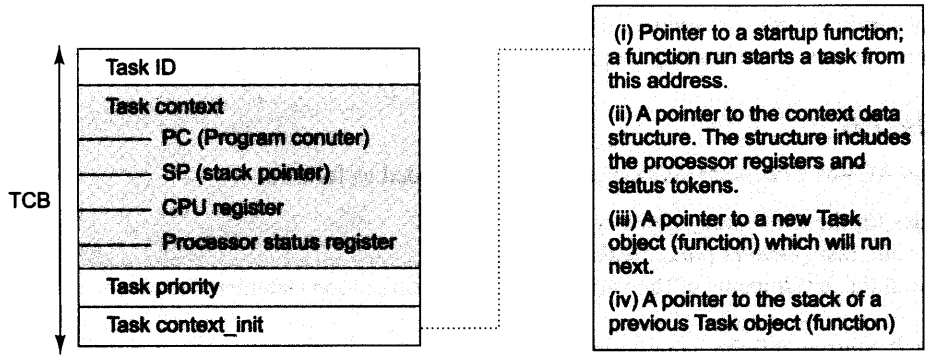 TCB
Task ID
Task context
PC (Program conuter)
SP (stack pointer)
CPU register
Processor status register
Task priority
Task context_init
(i) Pointer to a startup function;
a function run starts a task from
this address.
(ii) A pointer to the context data
structure. The structure includes
the processor registers and
status tokens.
(iii) A pointer to a new Task
object (function) which will run
next.
(iv) A pointer to the stack of a
previous Task object (function)